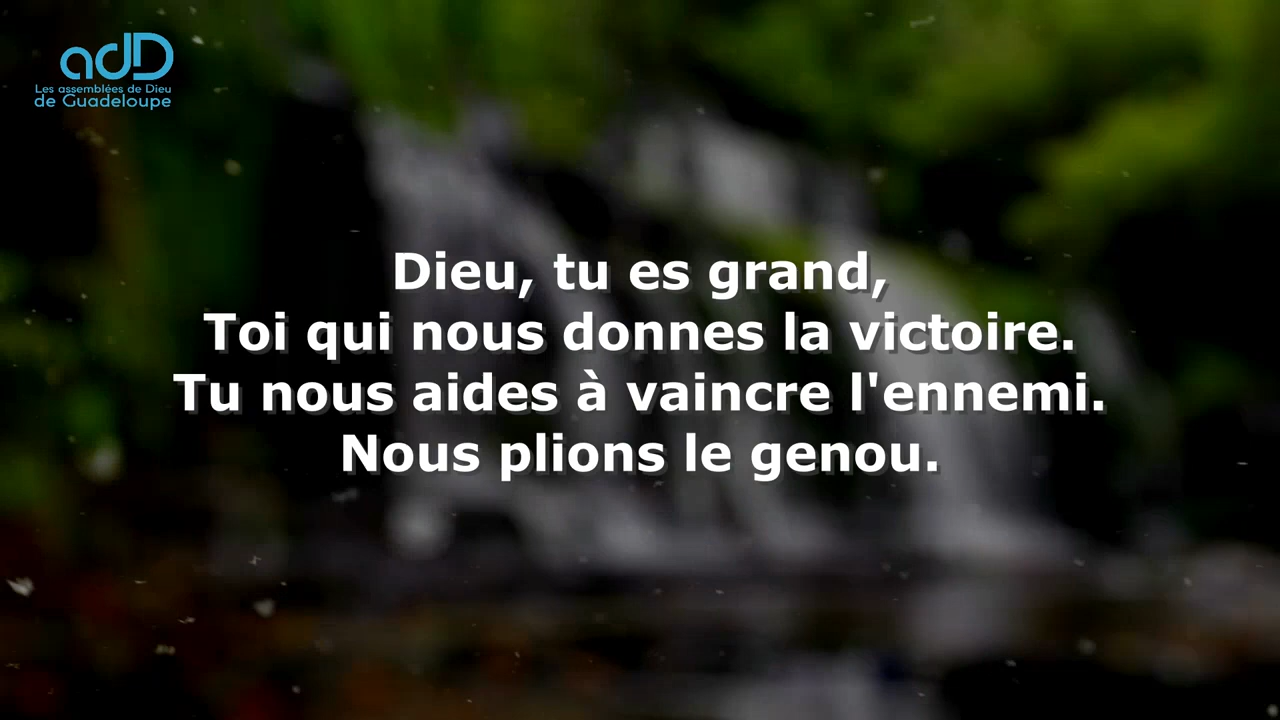 adD
Les assemblées de Dieu
de Guadeloupe
Dieu, tu es grand,
Toi qui nous donnes la victoire.
Tu nous aides à vaincre l'ennemi.
Nous plions le genou.